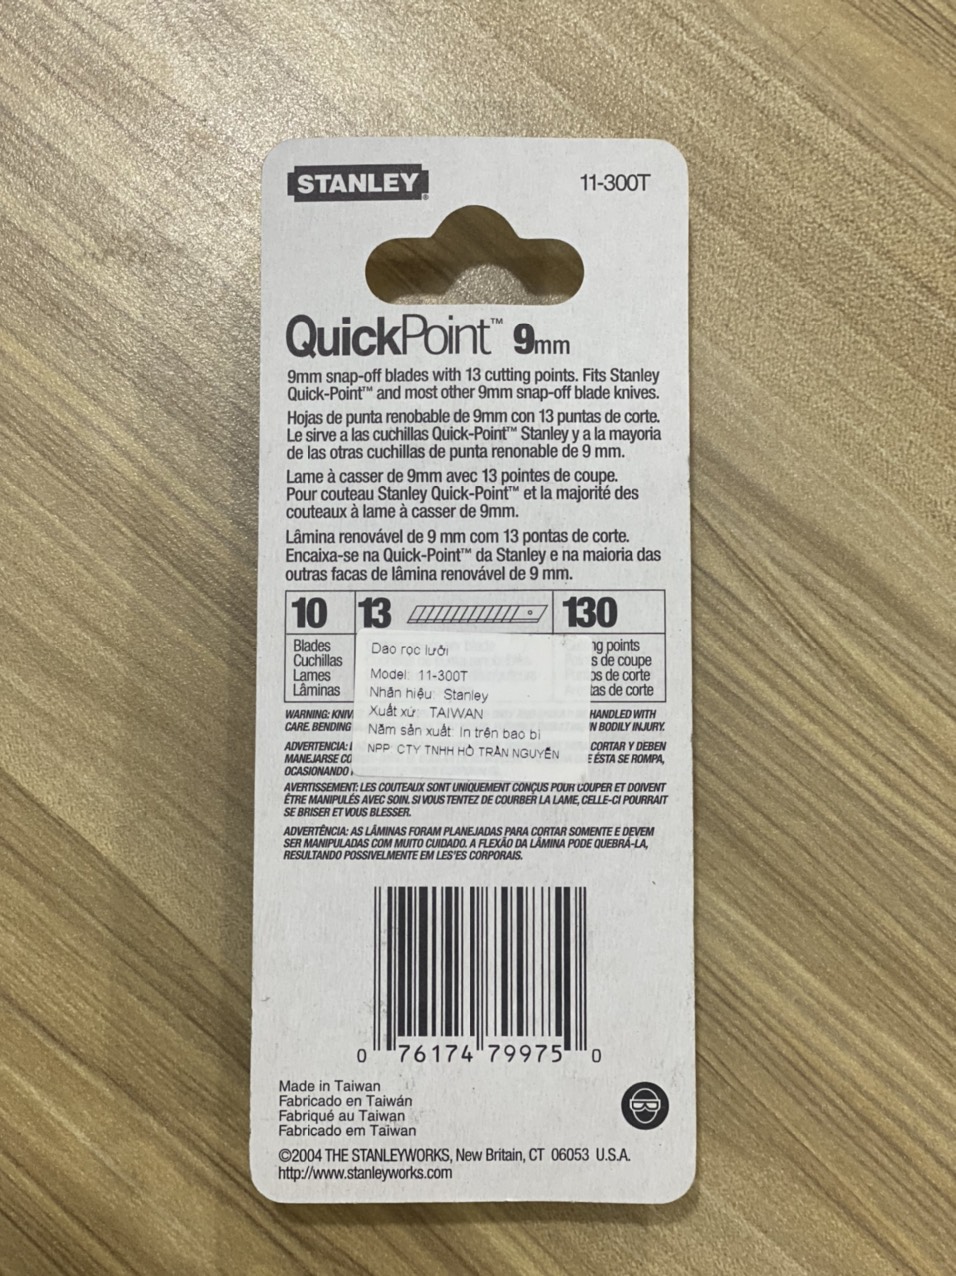 STANLEY®
11-300T
QuickPoint™ 9mm
9mm snap-off blades with 13 cutting points. Fits Stanley
Quick-Point™ and most other 9mm snap-off blade knives.
Hojas de punta renobable de 9mm con 13 puntas de corte.
Le sirve a las cuchillas Quick-Point™ Stanley y a la mayoria
de las otras cuchillas de punta renonable de 9 mm.
Lame à casser de 9mm avec 13 pointes de coupe.
Pour couteau Stanley Quick-Point™ et la majorité des
couteaux à lame à casser de 9mm.
Lâmina renovável de 9 mm com 13 pontas de corte.
Encaixa-se na Quick-Point™ da Stanley e na maioria das
outras facas de lâmina renovável de 9 mm.
10 13 130
Blades
Cuchillas
Lames
Lâminas
Dao rọc lưỡi
Model: 11-300T
Nhãn hiệu: Stanley
Xuất xứ: TAIWAN
Năm sản xuất: In trên bao bì
NPP CTY TNHH HỒ TRẦN NGUYỄN
points
de coupe
de corte
de corte
WARNING: HANDLED WITH
CARE. BENDING BODILY INJURY.
ADVERTENCIA: CORTAR Y DEBEN
MANEJARSE ÉSTA SE ROMPA,
OCASIONANDO
AVERTISSEMENT: LES COUTEAUX SONT UNIQUEMENT CONÇUS POUR COUPER ET DOIVENT
ÊTRE MANIPULÉS AVEC SOIN. SI VOUS TENTEZ DE COURBER LA LAME, CELLE-CI POURRAIT
SE BRISER ET VOUS BLESSER.
ADVERTÊNCIA: AS LÂMINAS FORAM PLANEJADAS PARA CORTAR SOMENTE E DEVEM
SER MANIPULADAS COM MUITO CUIDADO. A FLEXÃO DA LÂMINA PODE QUEBRÁ-LA,
RESULTANDO POSSIVELMENTE EM LES'ES CORPORAIS.
0 76174 79975 0
Made in Taiwan
Fabricado en Taiwán
Fabriqué au Taiwan
Fabricado em Taiwan
©2004 THE STANLEYWORKS, New Britain, CT 06053 U.S.A.
http://www.stanleyworks.com